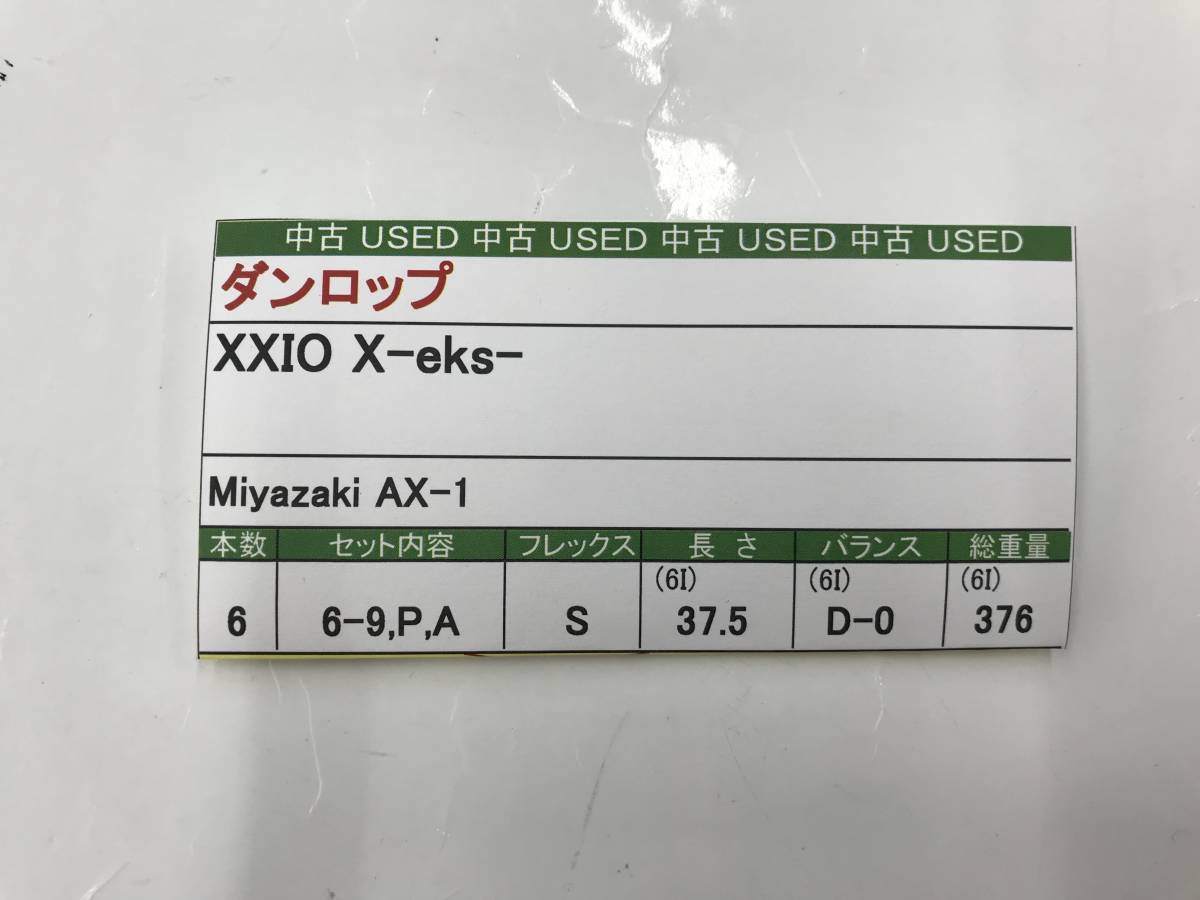 中古 USED 中古 USED 中古 USED 中古 USED
ダンロップ
XXIO X-eks-
Miyazaki AX-1
本数 セット内容 フレックス 長さ バランス 総重量
(6I) (6I) (6I)
6 6-9,P,A S 37.5 D-0 376